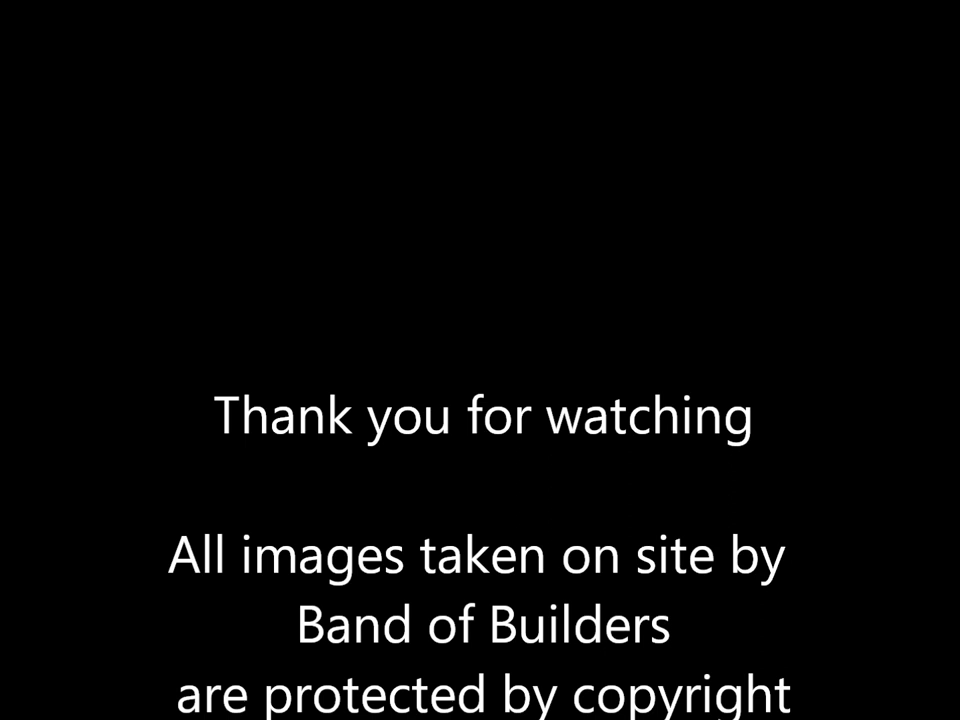 Thank you for watching
All images taken on site by
Band of Builders
are protected by copyright